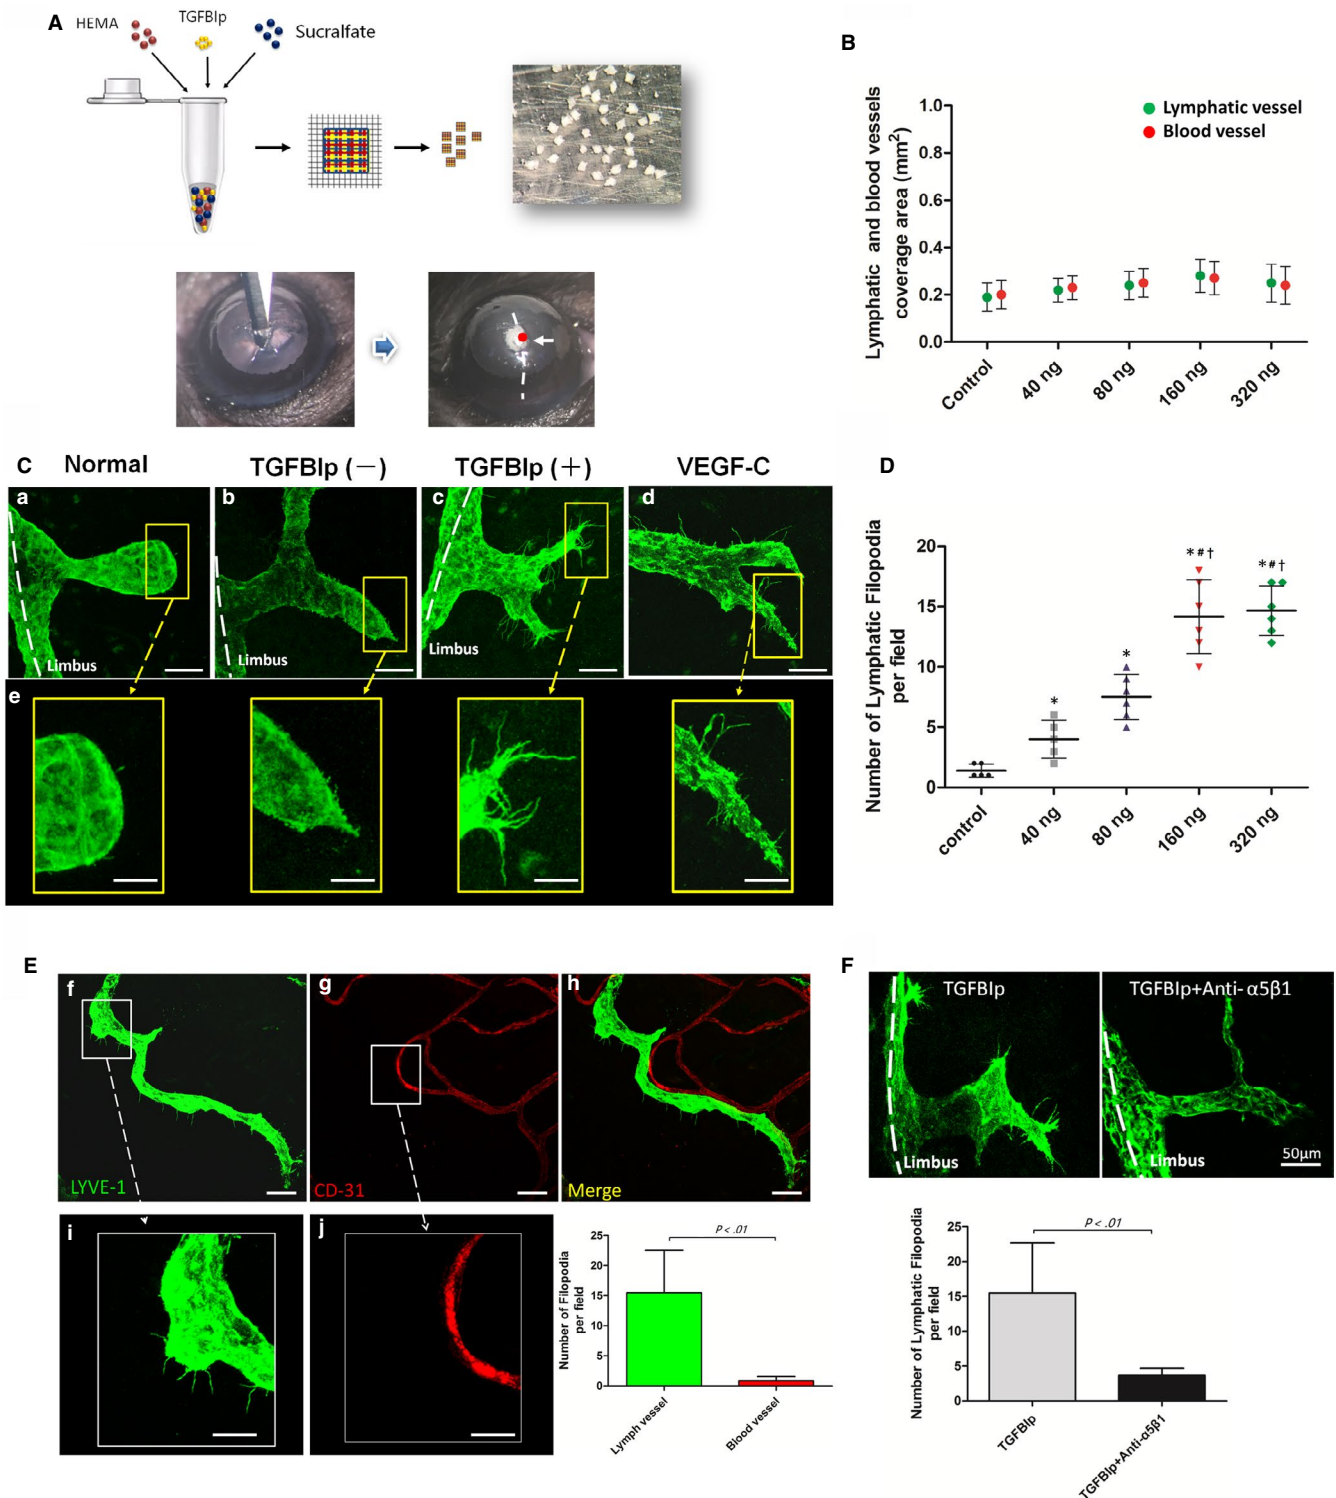 A
HEMA
TGFBIp
Sucralfate
B
Lymphatic and blood vessels
coverage area (mm2)
1.0
0.8
0.6
0.4
0.2
0.0
Lymphatic vessel
Blood vessel
Control
40 ng
80 ng
160 ng
320 ng
C
Normal
TGFBIp (—)
TGFBIp (+)
VEGF-C
a
b
c
d
Limbus
Limbus
Limbus
e
D
Number of Lymphatic Filopodia
per field
20
15
10
5
0
*
*
*#†
*#†
control
40 ng
80 ng
160 ng
320 ng
E
f
g
h
LYVE-1
CD-31
Merge
i
j
Number of Filopodia
per field
25
20
15
10
5
0
P < .01
Lymph vessel
Blood vessel
F
TGFBIp
TGFBIp+Anti-α5β1
Limbus
Limbus
50μm
Number of Lymphatic Filopodia
per field
25
20
15
10
5
0
P < .01
TGFBIp
TGFBIp+Anti-α5β1